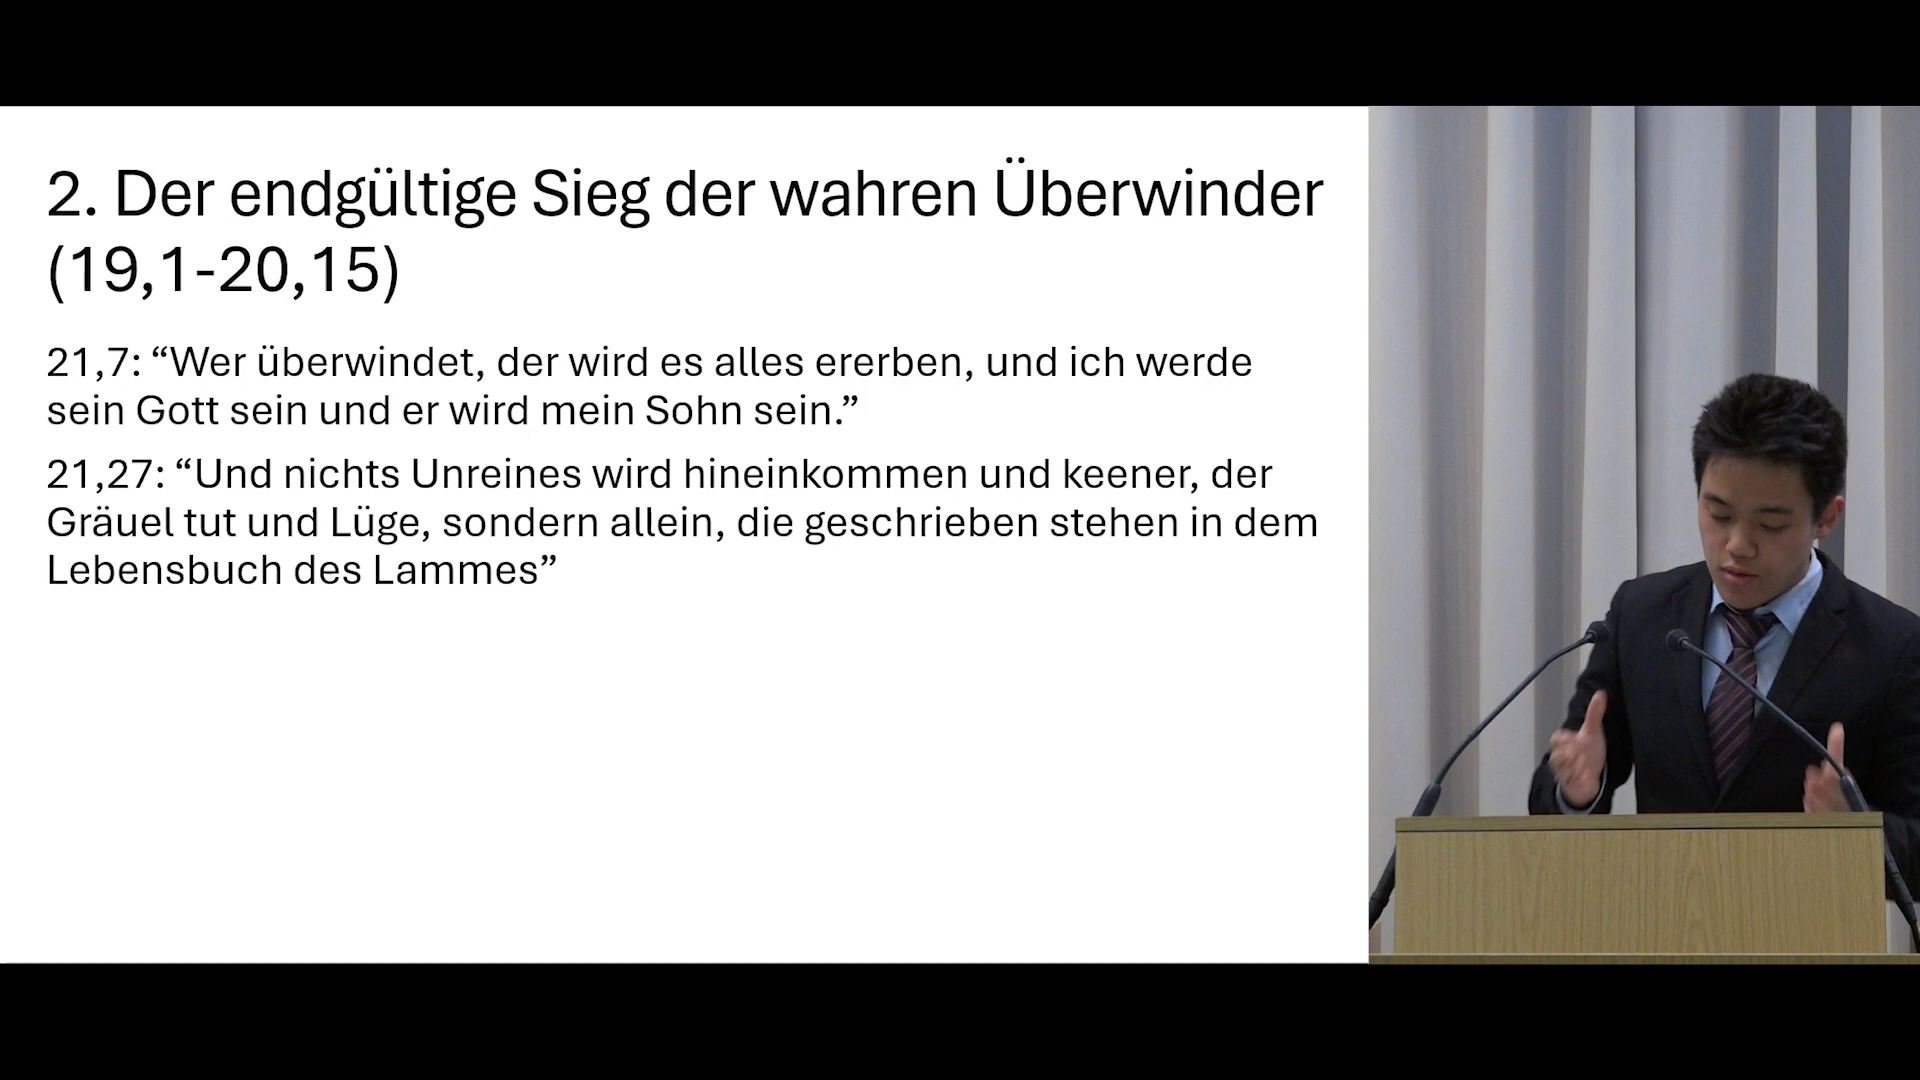 2. Der endgültige Sieg der wahren Überwinder
(19,1-20,15)
21,7: “Wer überwindet, der wird es alles ererben, und ich werde
sein Gott sein und er wird mein Sohn sein.”
21,27: “Und nichts Unreines wird hineinkommen und keener, der
Gräuel tut und Lüge, sondern allein, die geschrieben stehen in dem
Lebensbuch des Lammes”